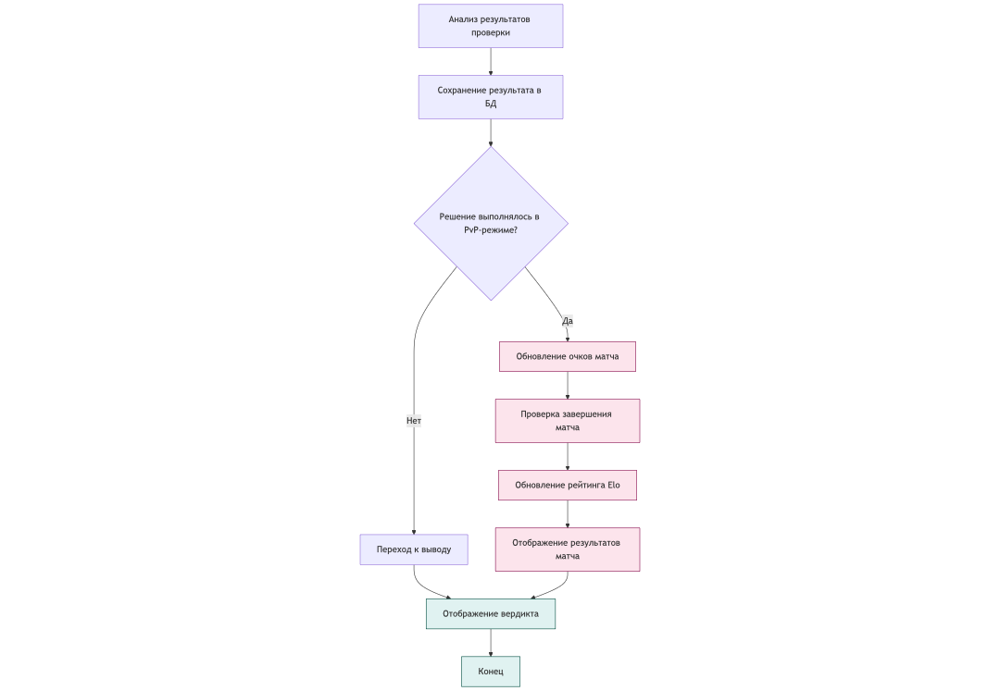 Анализ результатов
проверки
Сохранение результата в
БД
Решение выполнялось в
PvP-режиме?
Да
Обновление очков матча
Проверка завершения
матча
Нет
Обновление рейтинга Elo
Отображение результатов
матча
Переход к выводу
Отображение вердикта
Конец